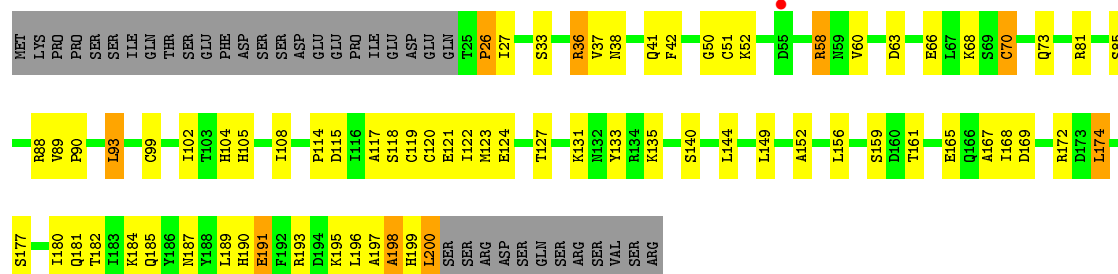 MET LYS PRO PRO SER SER ILE GLN THR SER GLU PHE ASP SER SER ASP GLU GLU PRO ILE GLU ASP GLU GLN T25 P26 I27 S33 R36 V37 N38 Q41 F42 G50 C51 K52 D55 R58 N59 V60 D63 E66 L67 K68 S69 C70 Q73 R81 S85
R88 V89 P90 L93 C99 I102 T103 H104 H105 I108 P114 D115 I116 A117 S118 C119 C120 E121 I122 M123 E124 T127 K131 N132 Y133 R134 K135 S140 L144 L149 A152 L156 S159 D160 T161 E165 Q166 A167 I168 D169 R172 D173 L174
S177 I180 Q181 T182 I183 K184 Q185 Y186 N187 Y188 L189 H190 E191 F192 R193 D194 K195 L196 A197 A198 H199 L200 SER SER ARG ASP SER GLN SER ARG SER VAL SER ARG